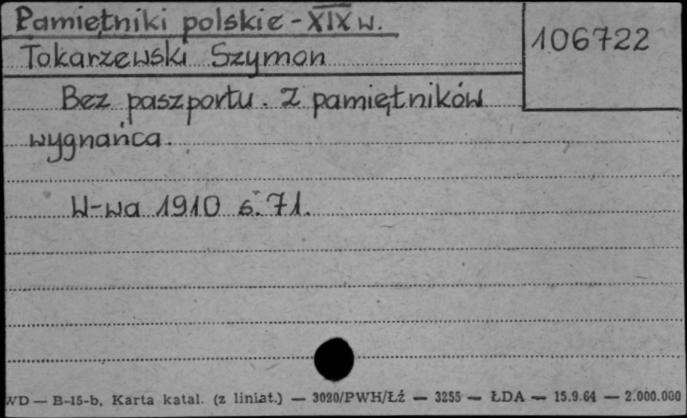 Pamiętniki polskie - XIX w.
106722
Tokarzewski Szymon
Bez paszportu. Z pamiętników
wygnańca.
W-wa 1910 s. 71.
WD — B-15-b. Karta katal. (z liniat.) — 3020/PWH/Łź — 3255 — ŁDA — 15.9.64 — 2.000.000